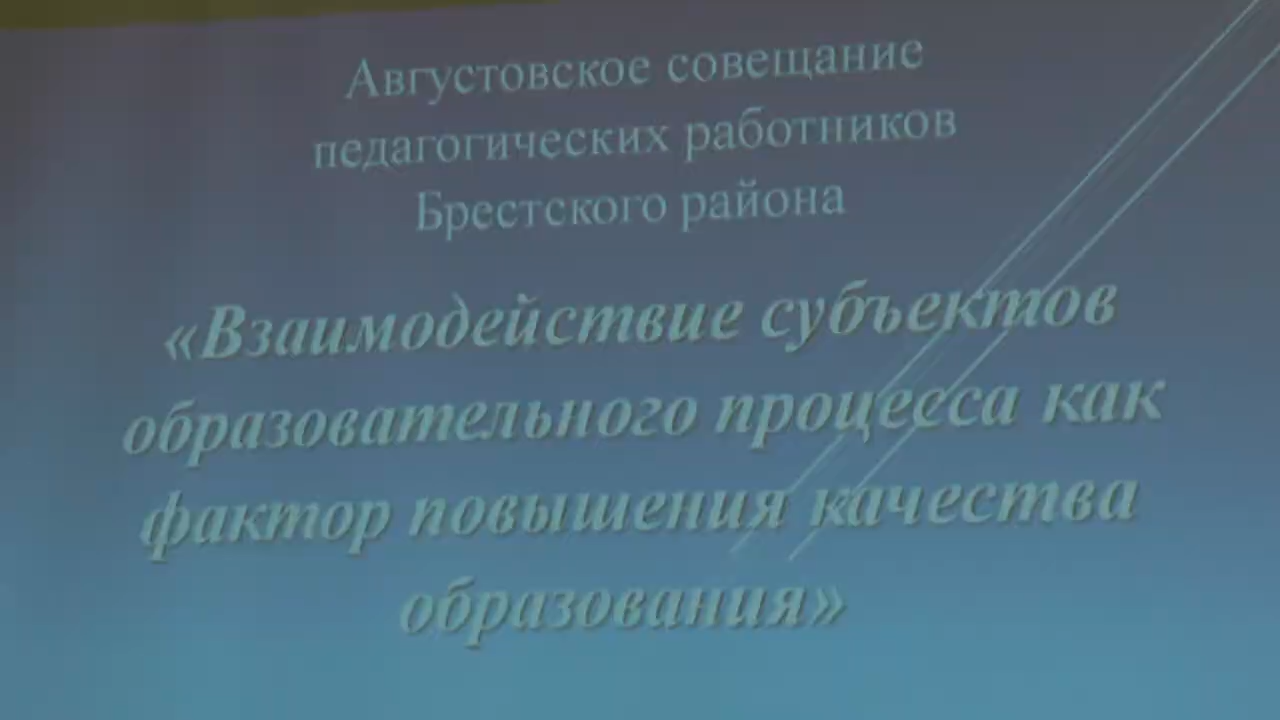 Августовское совещание
педагогических работников
Брестского района
«Взаимодействие субъектов
образовательного процесса как
фактор повышения качества
образования»